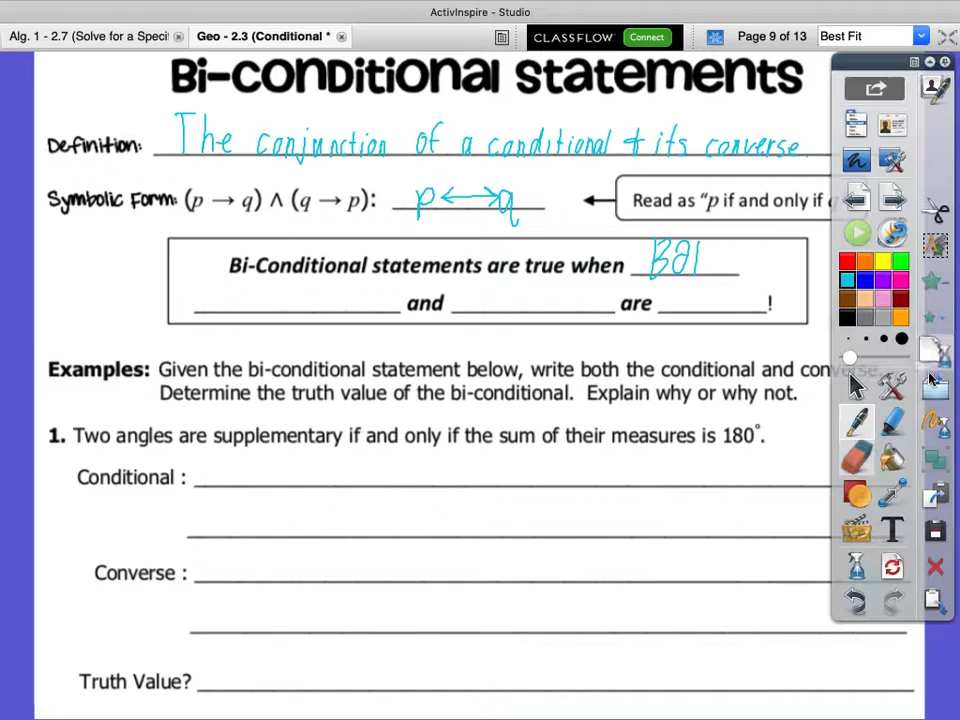 ActivInspire - Studio
Alg. 1 - 2.7 (Solve for a Specif
Geo - 2.3 (Conditional *
CLASSFLOW Connect
Page 9 of 13
Best Fit
Bi-conditional Statements
Definition: The conjunction of a conditional + its converse.
Symbolic Form: (p → q) ∧ (q → p): p ↔ q
Read as "p if and only if
Bi-Conditional statements are true when
and are !
Examples: Given the bi-conditional statement below, write both the conditional and converse.
Determine the truth value of the bi-conditional. Explain why or why not.
1. Two angles are supplementary if and only if the sum of their measures is 180°.
Conditional :
Converse :
Truth Value?